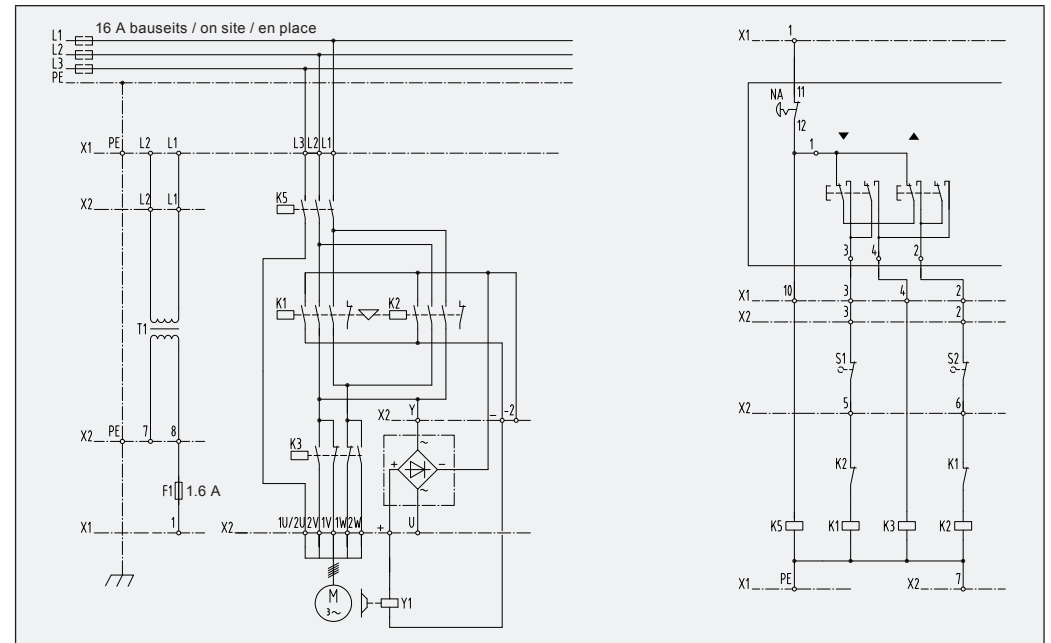 16 A bauseits / on site / en place
L1
L2
L3
PE
X1 PE L2 L1 L3 L2 L1
X2 L2 L1
K5
K1 K2
T1
X2 Y - -2
X2 PE 7 8
K3
+ -
~
~
F1 1.6 A
X1 1
X2 1U/2U 2V 1V 1W 2W + U
M
3~
Y1
X1 1
NA 11
12
1
3 4 2
X1 10 3 4 2
X2 3 2
S1 S2
X2 5 6
K2 K1
K5 K1 K3 K2
X1 PE X2 7